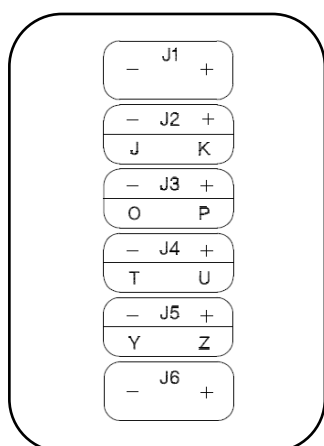 J1
− +
− J2 +
J K
− J3 +
O P
− J4 +
T U
− J5 +
Y Z
J6
− +